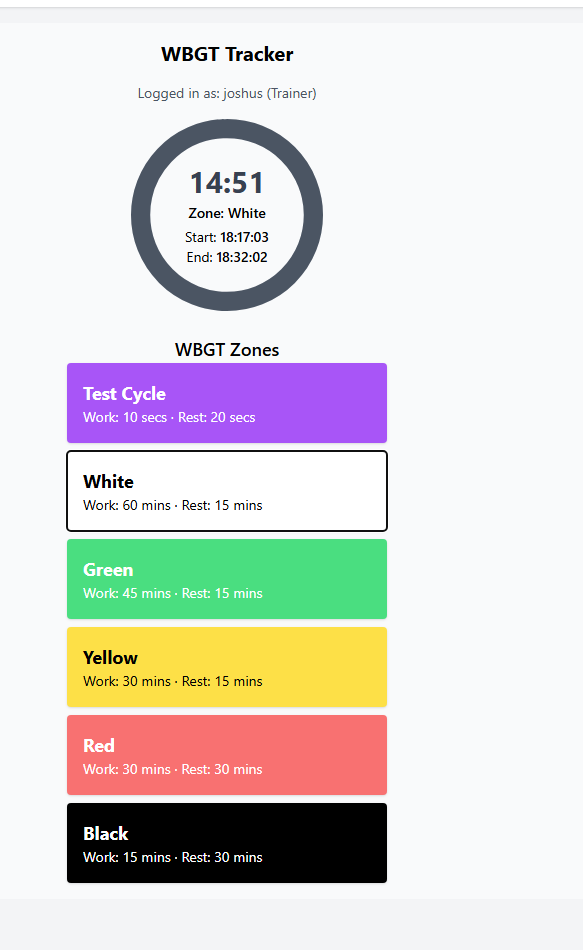 WBGT Tracker
Logged in as: joshus (Trainer)
14:51
Zone: White
Start: 18:17:03
End: 18:32:02
WBGT Zones
Test Cycle
Work: 10 secs · Rest: 20 secs
White
Work: 60 mins · Rest: 15 mins
Green
Work: 45 mins · Rest: 15 mins
Yellow
Work: 30 mins · Rest: 15 mins
Red
Work: 30 mins · Rest: 30 mins
Black
Work: 15 mins · Rest: 30 mins